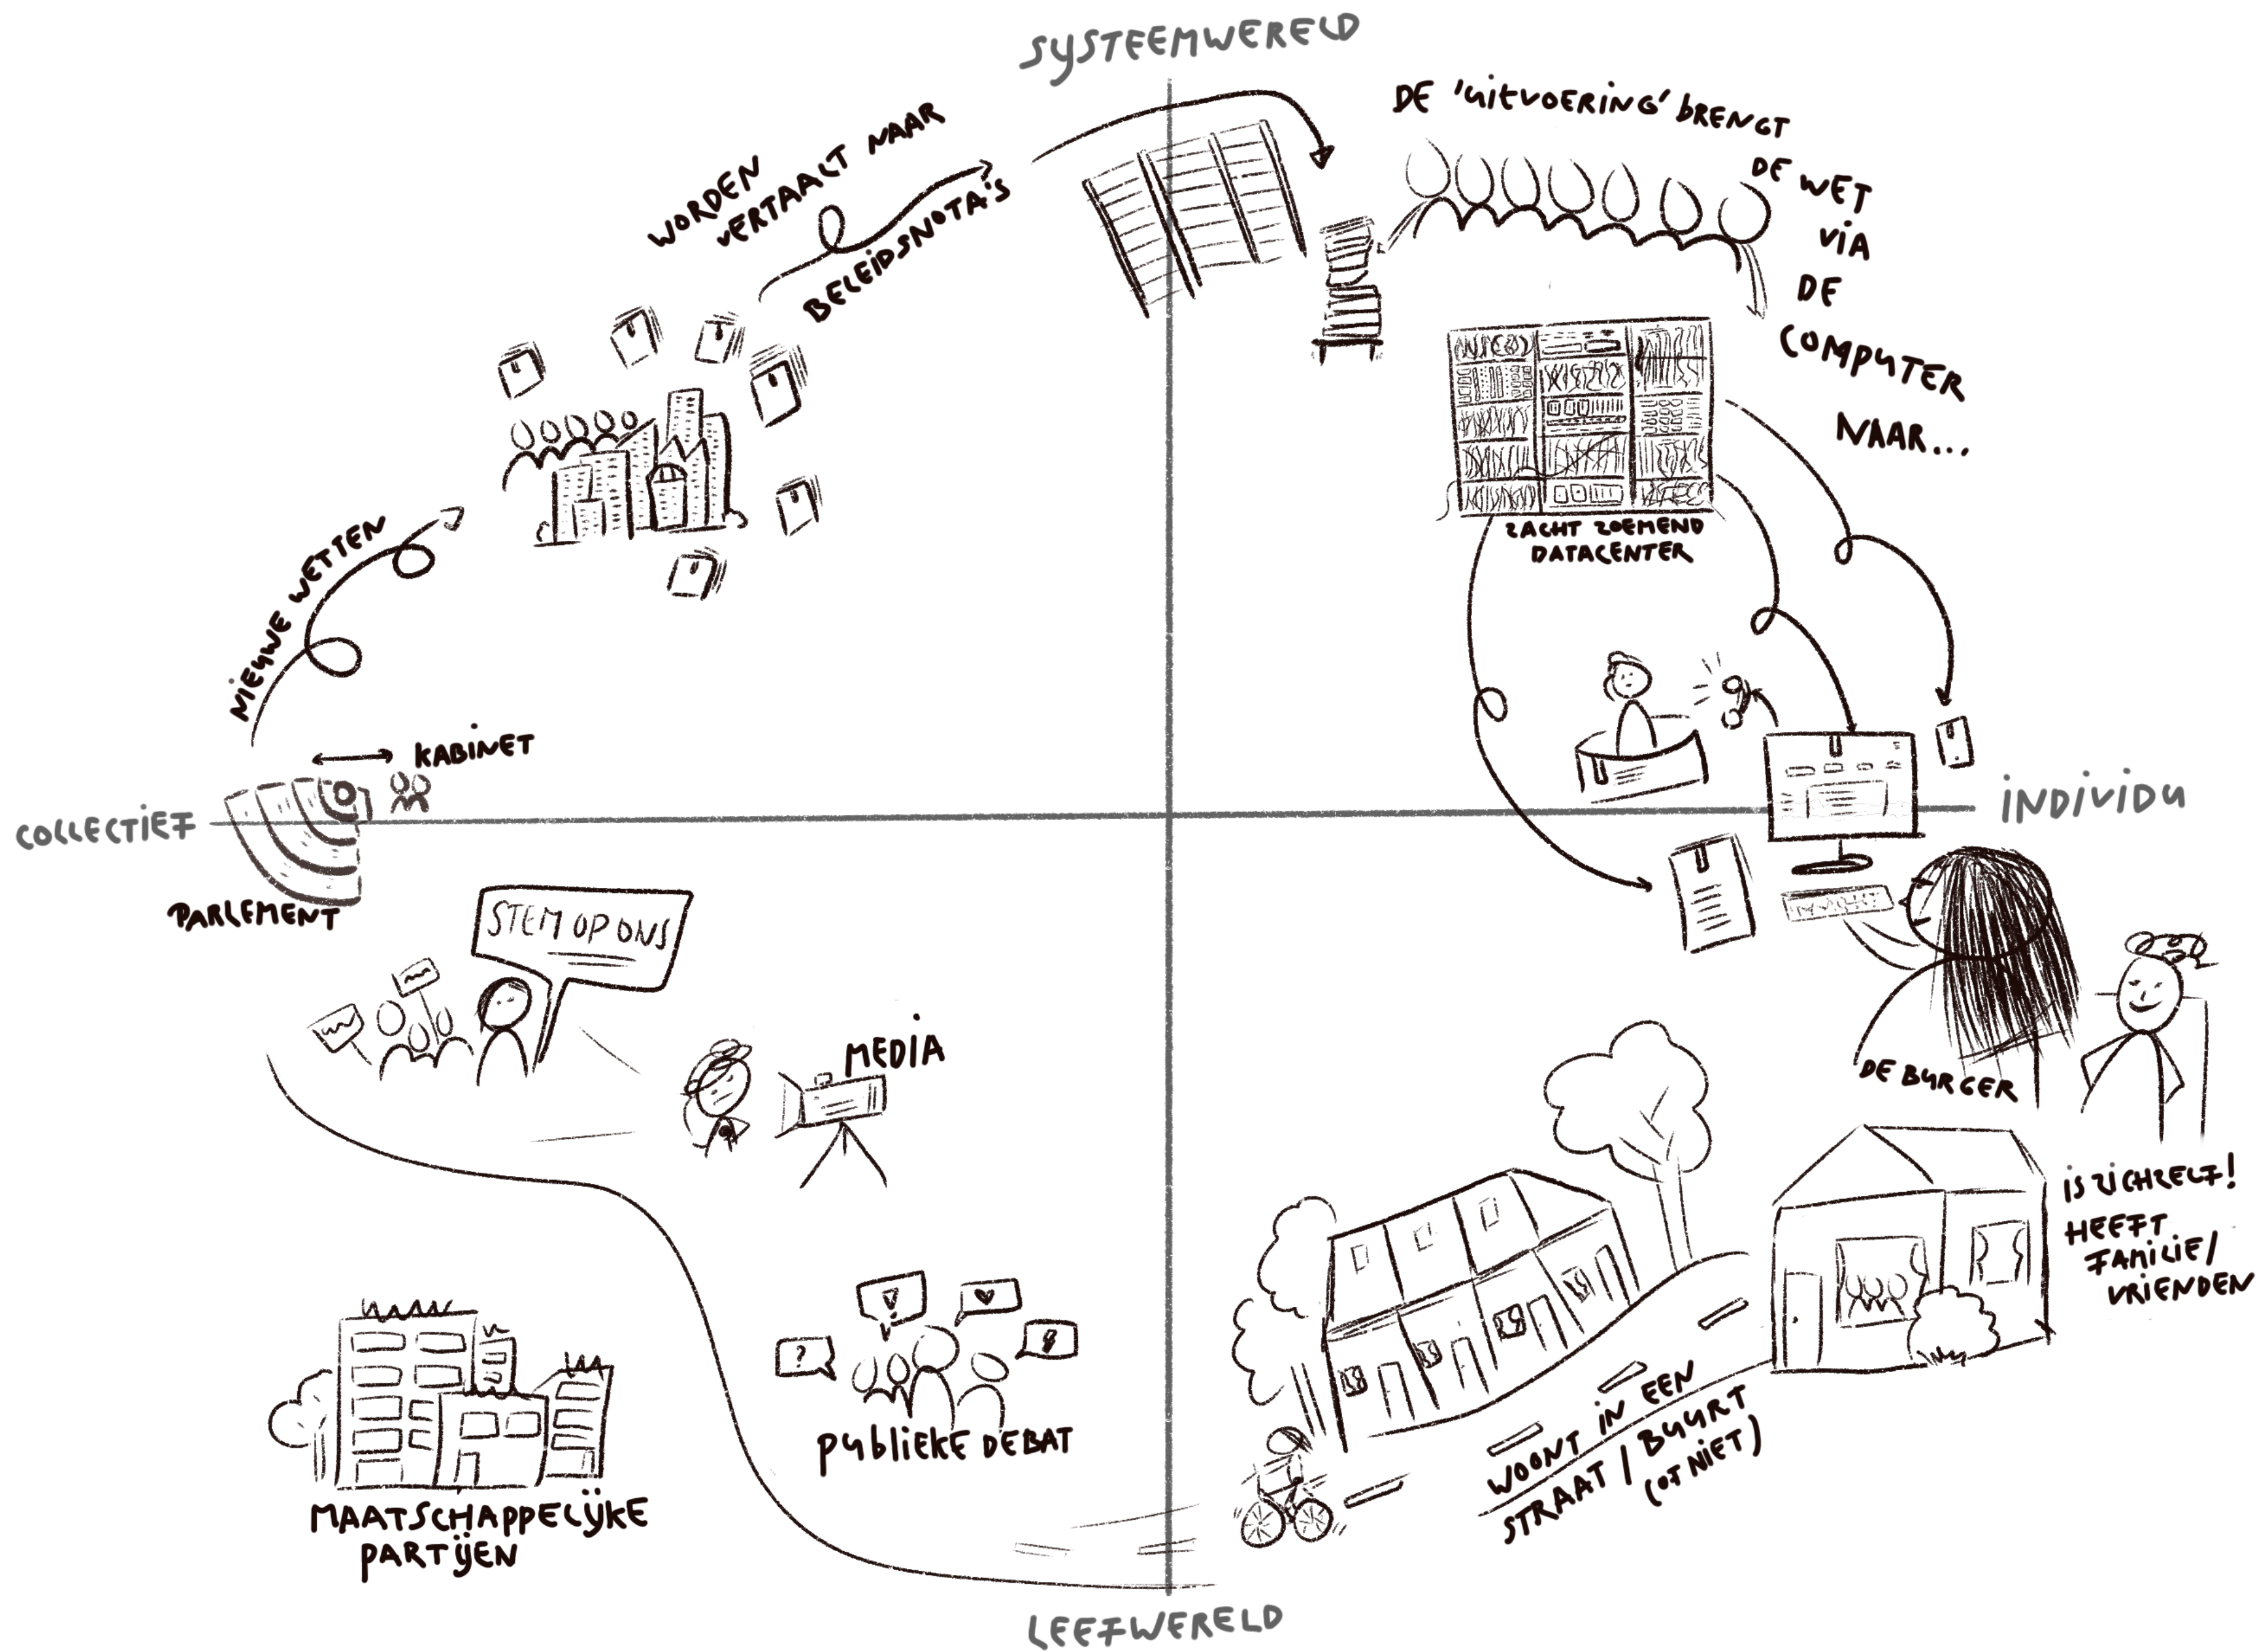 SYSTEEMWERELD
DE 'UITVOERING' BRENGT
DE WET
VIA
DE
COMPUTER
NAAR...
WORDEN
VERTAALT NAAR
BELEIDSNOTA'S
ZACHT ZOEMEND
DATACENTER
NIEUWE WETTEN
KABINET
COLLECTIEF
INDIVIDU
PARLEMENT
STEM OP ONS
MEDIA
DE BURGER
IS ZICHZELF!
HEEFT
FAMILIE/
VRIENDEN
?
!
PUBLIEKE DEBAT
WOONT IN EEN
STRAAT / BUURT
(OF NIET)
MAATSCHAPPELIJKE
PARTIJEN
LEEFWERELD